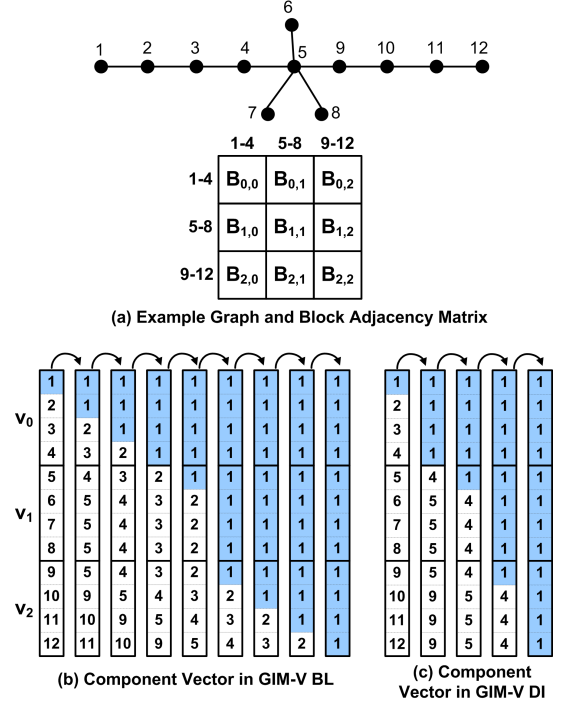 6
1 2 3 4 5 9 10 11 12
7 8
1-4 5-8 9-12
1-4 B0,0 B0,1 B0,2
5-8 B1,0 B1,1 B1,2
9-12 B2,0 B2,1 B2,2
(a) Example Graph and Block Adjacency Matrix
v0
v1
v2
1 1 1 1 1 1 1 1 1
2 1 1 1 1 1 1 1 1
3 2 1 1 1 1 1 1 1
4 3 2 1 1 1 1 1 1
5 4 3 2 1 1 1 1 1
6 5 4 3 2 1 1 1 1
7 5 4 3 2 1 1 1 1
8 5 4 3 2 1 1 1 1
9 5 4 3 2 1 1 1 1
10 9 5 4 3 2 1 1 1
11 10 9 5 4 3 2 1 1
12 11 10 9 5 4 3 2 1
(b) Component Vector in GIM-V BL
1 1 1 1 1
2 1 1 1 1
3 1 1 1 1
4 1 1 1 1
5 4 1 1 1
6 5 4 1 1
7 5 4 1 1
8 5 4 1 1
9 5 4 1 1
10 9 5 4 1
11 9 5 4 1
12 9 5 4 1
(c) Component
Vector in GIM-V DI